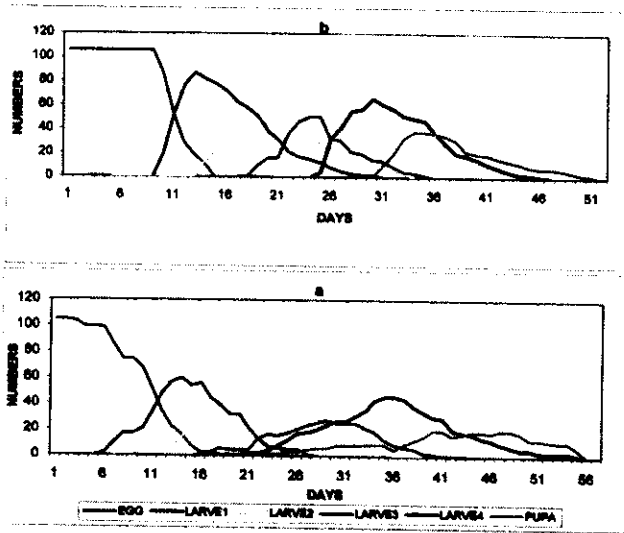 b
120
100
80
60
40
20
0
NUMBERS
1 6 11 16 21 26 31 36 41 46 51
DAYS
a
120
100
80
60
40
20
0
NUMBERS
1 6 11 16 21 26 31 36 41 46 51 56
DAYS
EGG LARVE1 LARVE2 LARVE3 LARVE4 PUPA